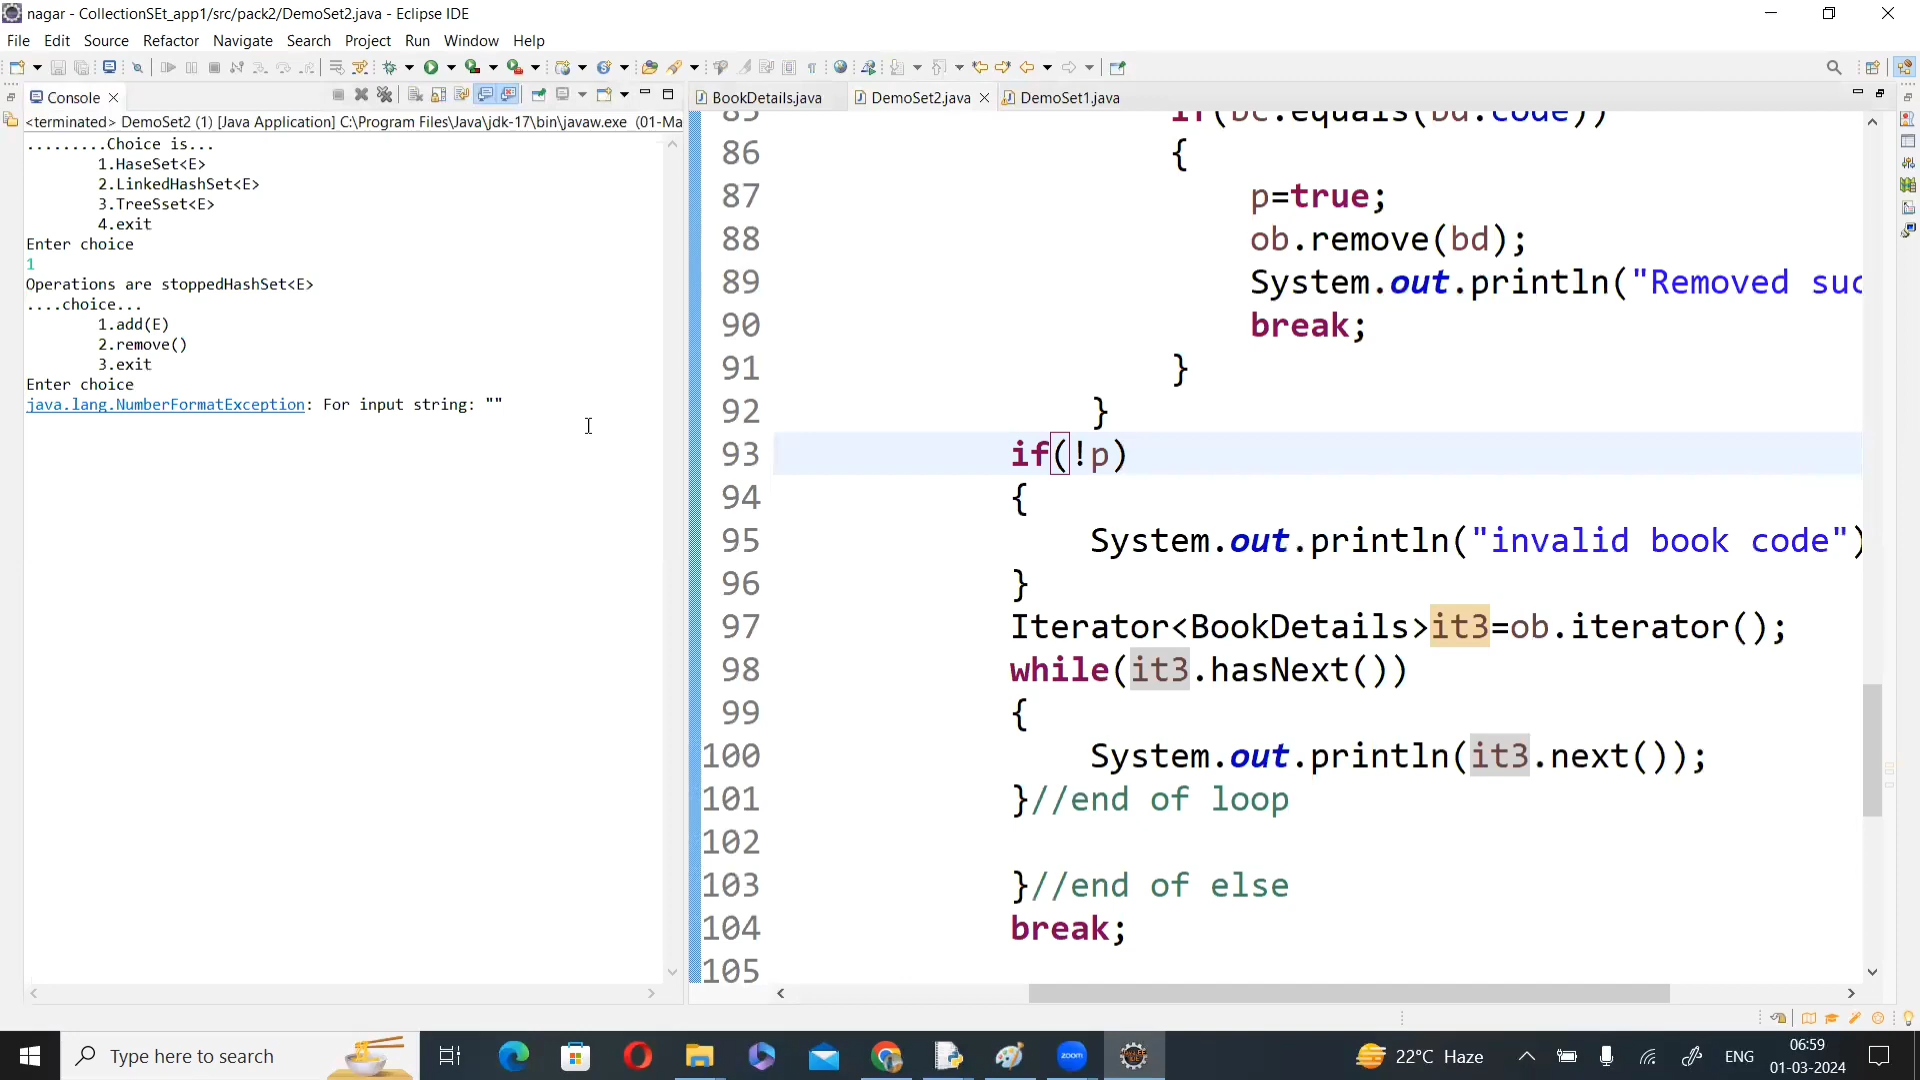 nagar - CollectionSEt_app1/src/pack2/DemoSet2.java - Eclipse IDE
File Edit Source Refactor Navigate Search Project Run Window Help
Console
BookDetails.java DemoSet2.java DemoSet1.java
<terminated> DemoSet2 (1) [Java Application] C:\Program Files\Java\jdk-17\bin\javaw.exe (01-Ma
.........Choice is...
1.HaseSet<E>
2.LinkedHashSet<E>
3.TreeSset<E>
4.exit
Enter choice
1
Operations are stoppedHashSet<E>
....choice...
1.add(E)
2.remove()
3.exit
Enter choice
java.lang.NumberFormatException: For input string: ""
85 if(bc.equals(bd.code))
86 {
87 p=true;
88 ob.remove(bd);
89 System.out.println("Removed suc
90 break;
91 }
92 }
93 if(!p)
94 {
95 System.out.println("invalid book code")
96 }
97 Iterator<BookDetails>it3=ob.iterator();
98 while(it3.hasNext())
99 {
100 System.out.println(it3.next());
101 }//end of loop
102
103 }//end of else
104 break;
105
Type here to search
zoom
22°C Haze
ENG
06:59
01-03-2024